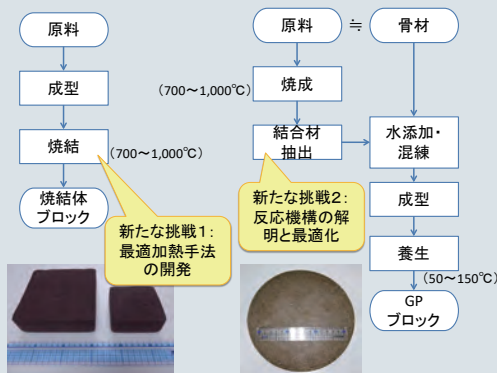 原料
成型
焼結
(700～1,000℃)
焼結体
ブロック
新たな挑戦1:
最適加熱手法
の開発
原料
≒
骨材
(700～1,000℃)
焼成
結合材
抽出
水添加・
混練
新たな挑戦2:
反応機構の解
明と最適化
成型
養生
(50～150℃)
GP
ブロック